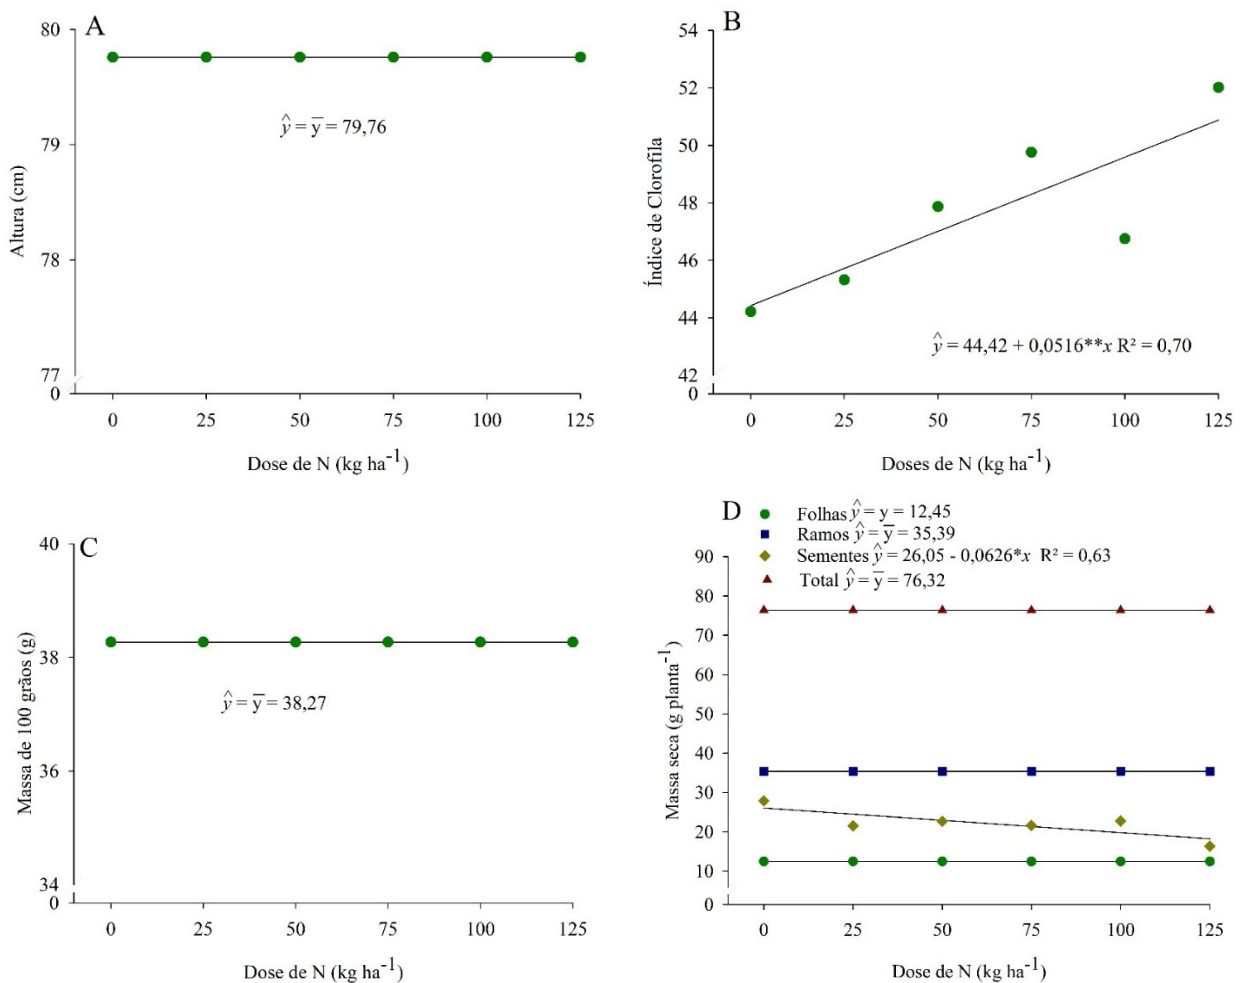 A
80
79
78
77
0
Altura (cm)
ŷ = y̅ = 79,76
0 25 50 75 100 125
Dose de N (kg ha⁻¹)
B
54
52
50
48
46
44
42
0
Índice de Clorofila
ŷ = 44,42 + 0,0516**x R² = 0,70
0 25 50 75 100 125
Doses de N (kg ha⁻¹)
C
40
38
36
34
0
Massa de 100 grãos (g)
ŷ = y̅ = 38,27
0 25 50 75 100 125
Dose de N (kg ha⁻¹)
D
Folhas ŷ = y = 12,45
Ramos ŷ = y̅ = 35,39
Sementes ŷ = 26,05 - 0,0626*x R² = 0,63
Total ŷ = y̅ = 76,32
90
80
70
60
50
40
30
20
10
0
Massa seca (g planta⁻¹)
0 25 50 75 100 125
Dose de N (kg ha⁻¹)